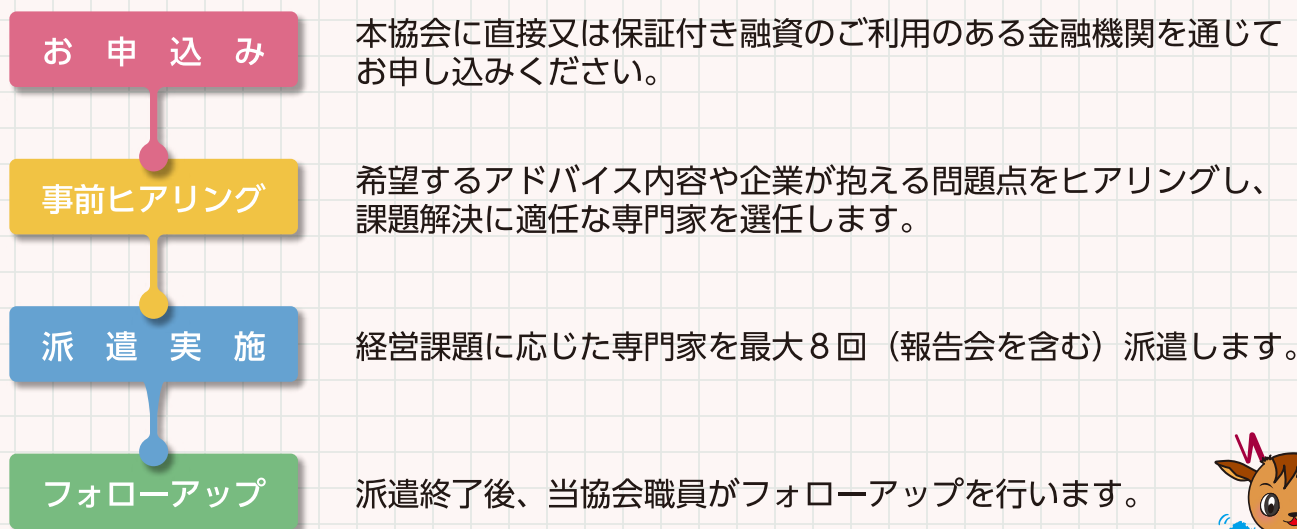 お申込み
本協会に直接又は保証付き融資のご利用のある金融機関を通じて
お申し込みください。
事前ヒアリング
希望するアドバイス内容や企業が抱える問題点をヒアリングし、
課題解決に適任な専門家を選任します。
派遣実施
経営課題に応じた専門家を最大8回（報告会を含む）派遣します。
フォローアップ
派遣終了後、当協会職員がフォローアップを行います。